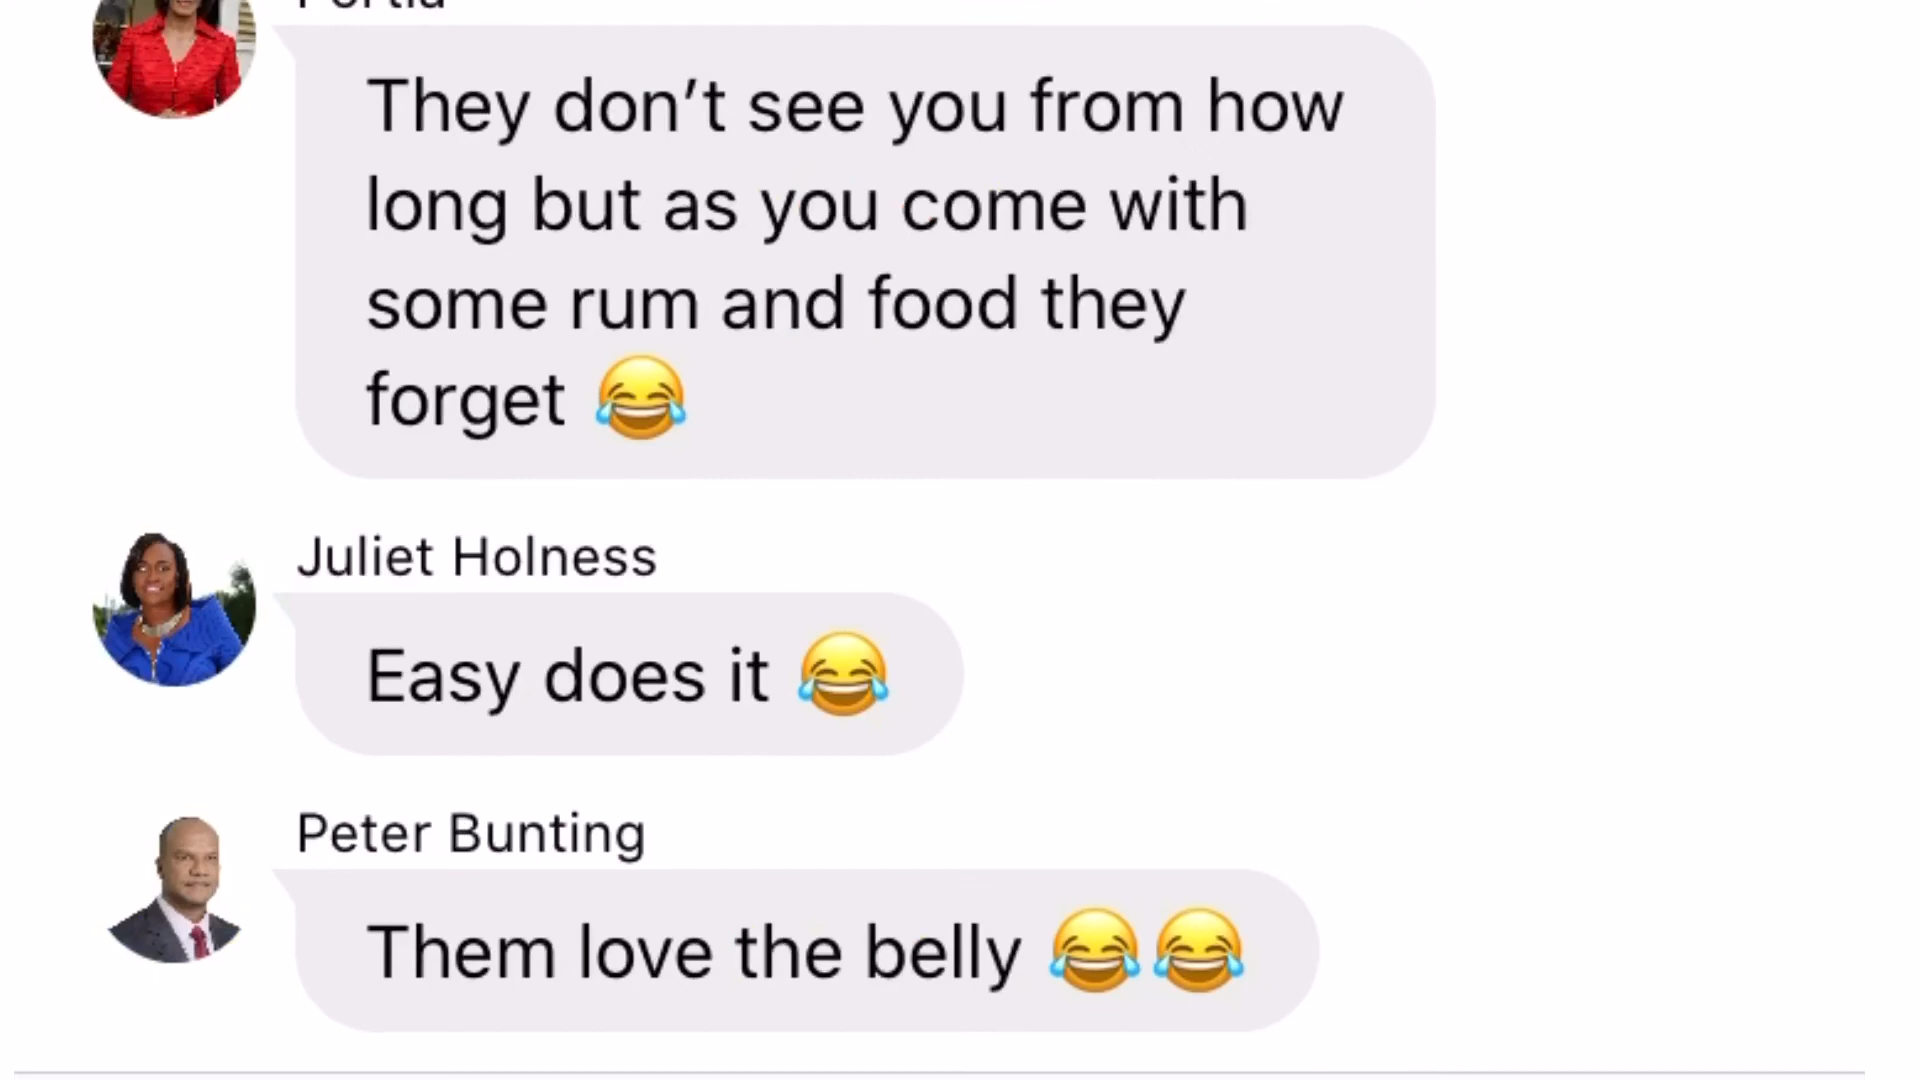 Portia
They don’t see you from how
long but as you come with
some rum and food they
forget 😂
Juliet Holness
Easy does it 😂
Peter Bunting
Them love the belly 😂😂